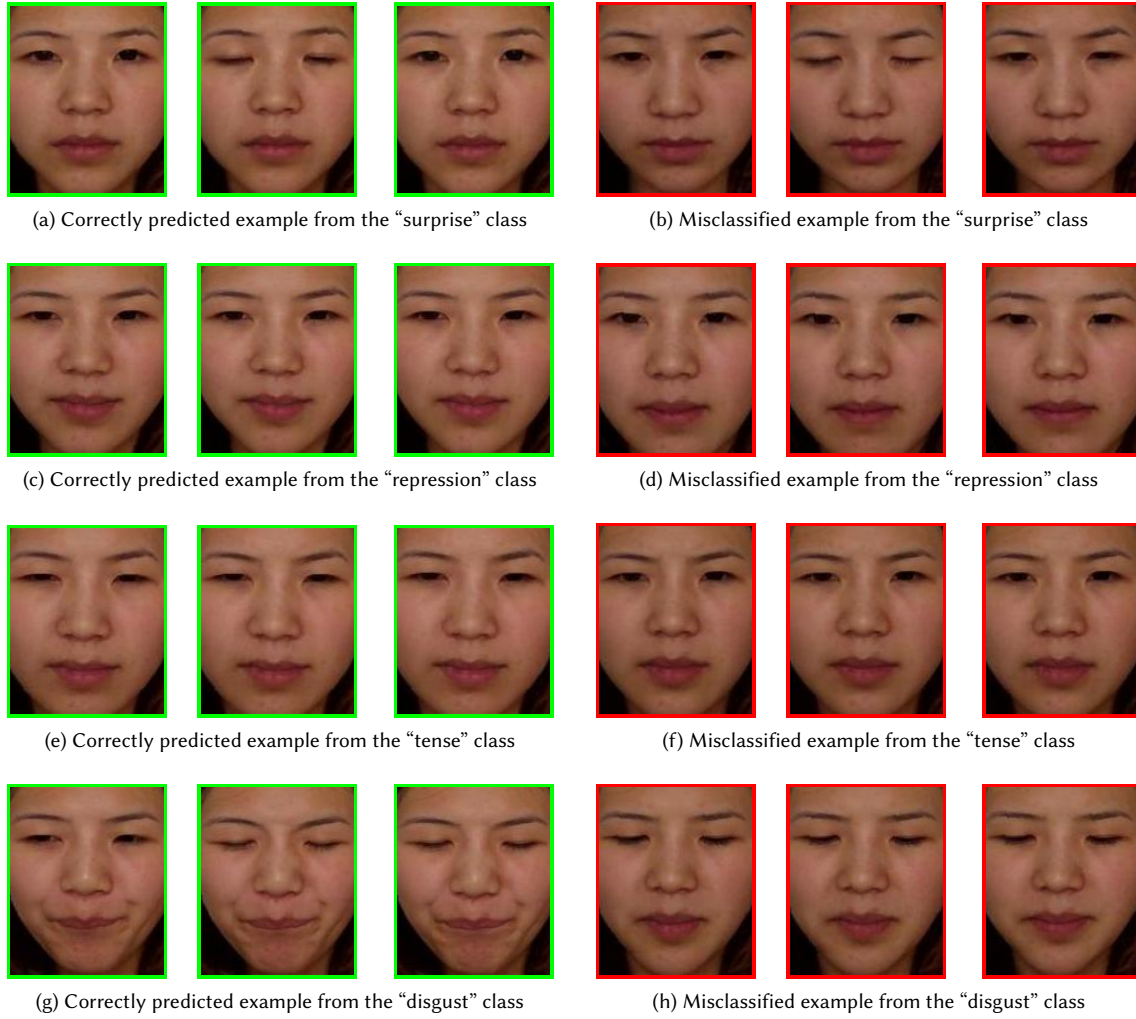 (a) Correctly predicted example from the “surprise” class
(b) Misclassified example from the “surprise” class
(c) Correctly predicted example from the “repression” class
(d) Misclassified example from the “repression” class
(e) Correctly predicted example from the “tense” class
(f) Misclassified example from the “tense” class
(g) Correctly predicted example from the “disgust” class
(h) Misclassified example from the “disgust” class